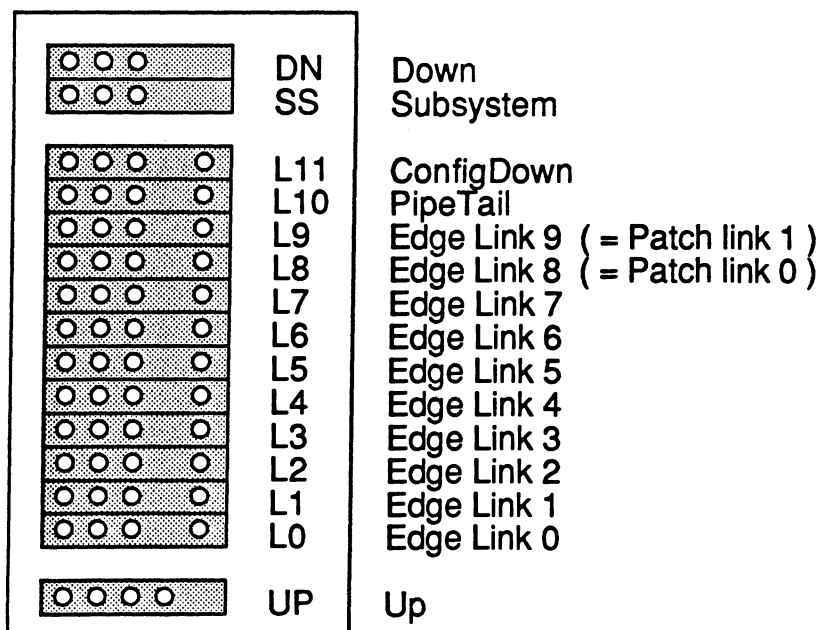 DN Down
SS Subsystem
L11 ConfigDown
L10 PipeTail
L9 Edge Link 9 ( = Patch link 1 )
L8 Edge Link 8 ( = Patch link 0 )
L7 Edge Link 7
L6 Edge Link 6
L5 Edge Link 5
L4 Edge Link 4
L3 Edge Link 3
L2 Edge Link 2
L1 Edge Link 1
L0 Edge Link 0
UP Up